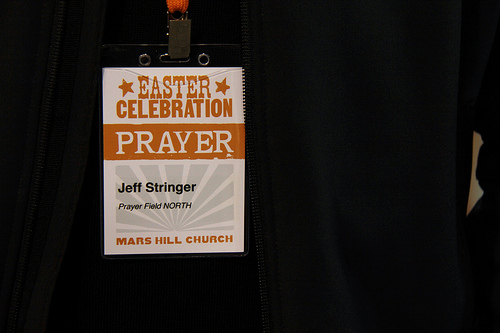 EASTER
CELEBRATION
PRAYER
Jeff Stringer
Prayer Field NORTH
MARS HILL CHURCH